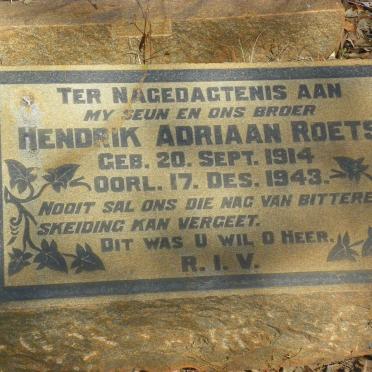 TER NAGEDAGTENIS AAN
MY SEUN EN ONS BROER
HENDRIK ADRIAAN ROETS
GEB. 20. SEPT. 1914
OORL. 17. DES. 1943.
NOOIT SAL ONS DIE NAG VAN BITTERE
SKEIDING KAN VERGEET.
DIT WAS U WIL O HEER.
R. I. V.